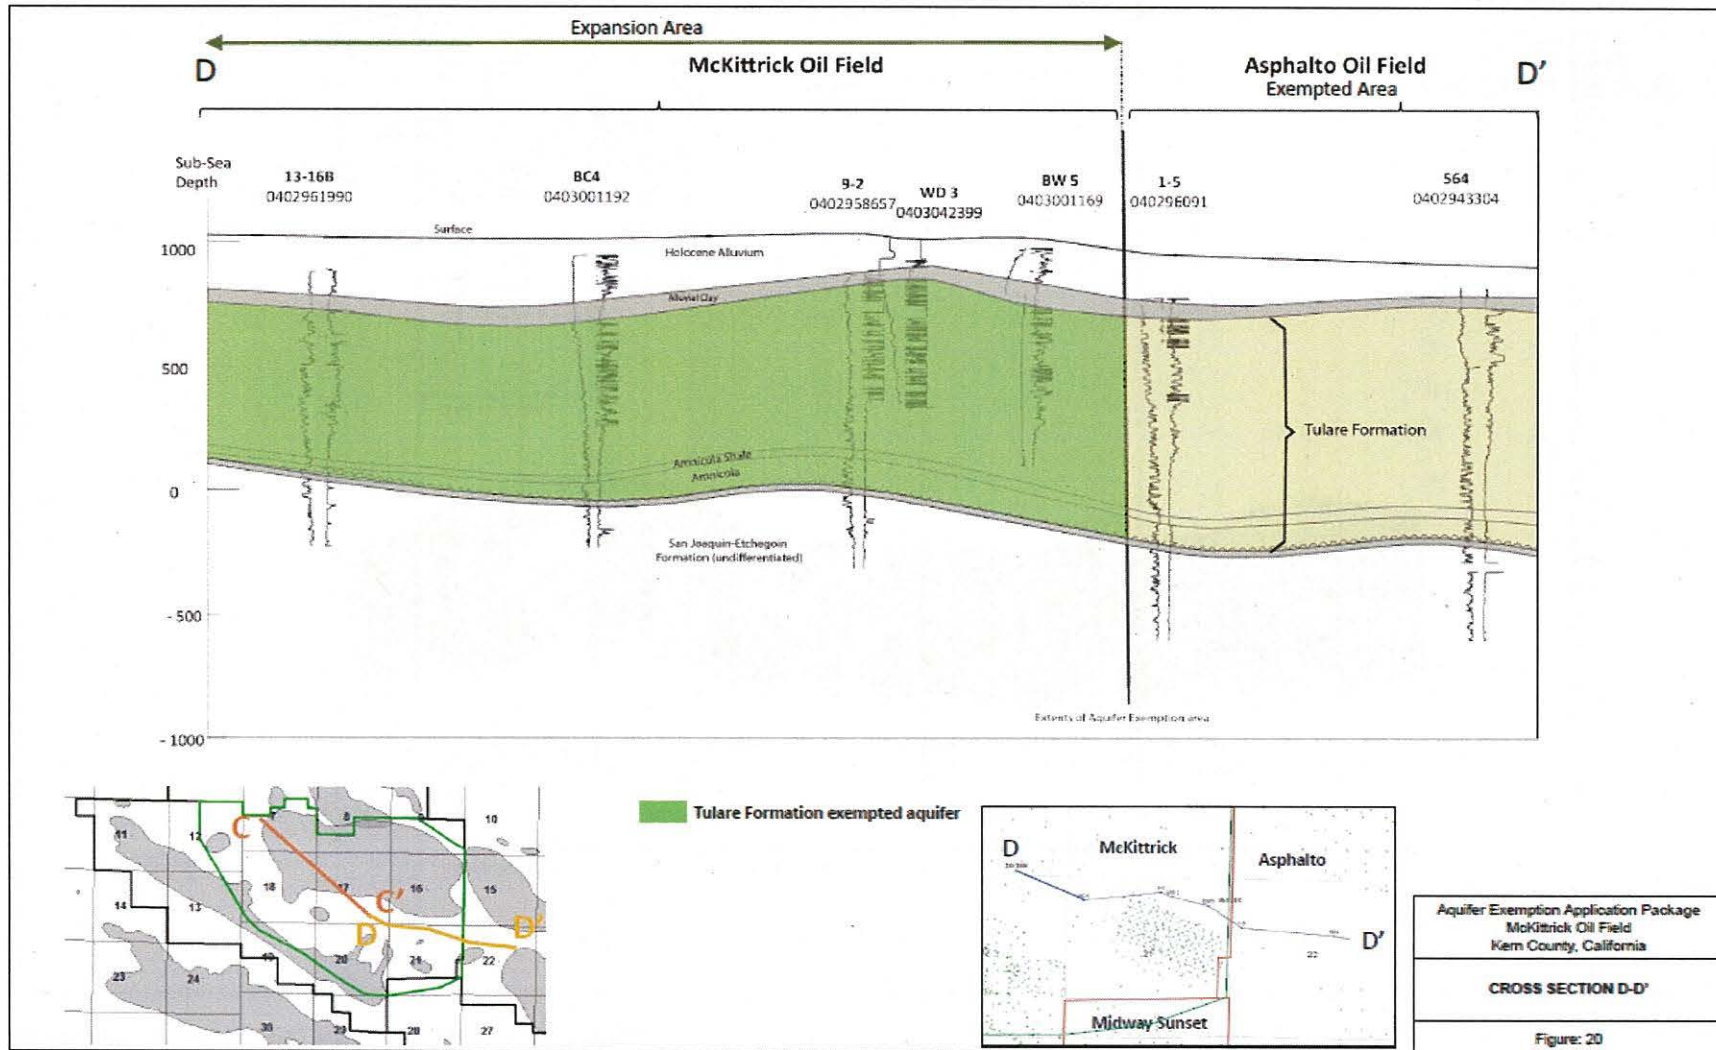 Expansion Area
D
McKittrick Oil Field
Asphalto Oil Field
Exempted Area
D'
Sub-Sea
Depth
13-16B
0402961990
BC4
0403001192
9-2
0402958657
WD 3
0403042399
BW 5
0403001169
1-5
040296091
564
0402943304
Surface
Holocene Alluvium
Alluvial Clay
1000
500
0
- 500
- 1000
Tulare Formation
Amnicola Shale
Amnicola
San Joaquin-Etchegoin
Formation (undifferentiated)
Extents of Aquifer Exemption area
Tulare Formation exempted aquifer
C
8
10
11
12
18
17
16
15
C'
14
13
D
D'
19
20
21
22
23
24
30
29
28
27
D
McKittrick
Asphalto
D'
21
22
Midway Sunset
Aquifer Exemption Application Package
McKittrick Oil Field
Kern County, California
CROSS SECTION D-D'
Figure: 20